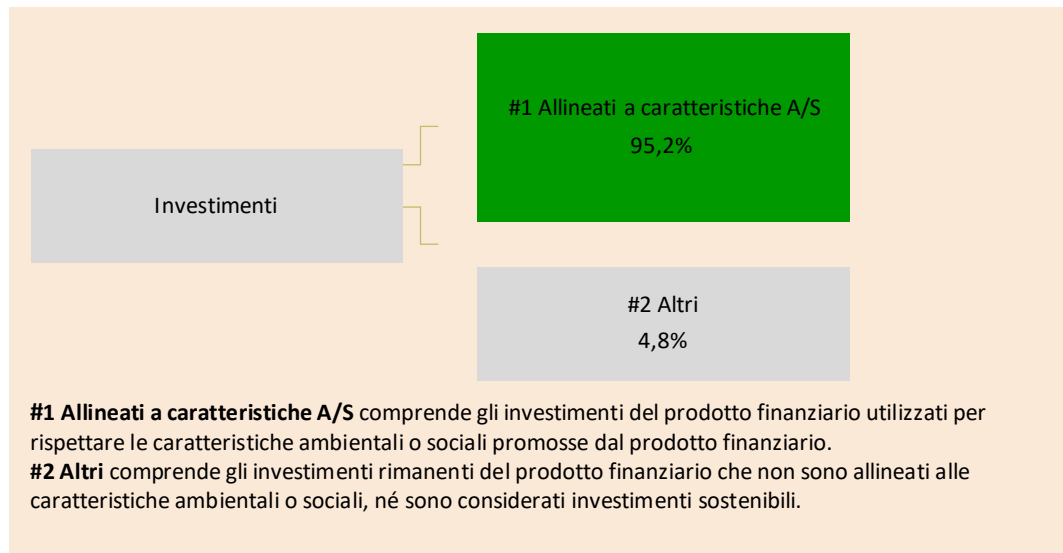 #1 Allineati a caratteristiche A/S
95,2%
Investimenti
#2 Altri
4,8%
#1 Allineati a caratteristiche A/S comprende gli investimenti del prodotto finanziario utilizzati per
rispettare le caratteristiche ambientali o sociali promosse dal prodotto finanziario.
#2 Altri comprende gli investimenti rimanenti del prodotto finanziario che non sono allineati alle
caratteristiche ambientali o sociali, né sono considerati investimenti sostenibili.